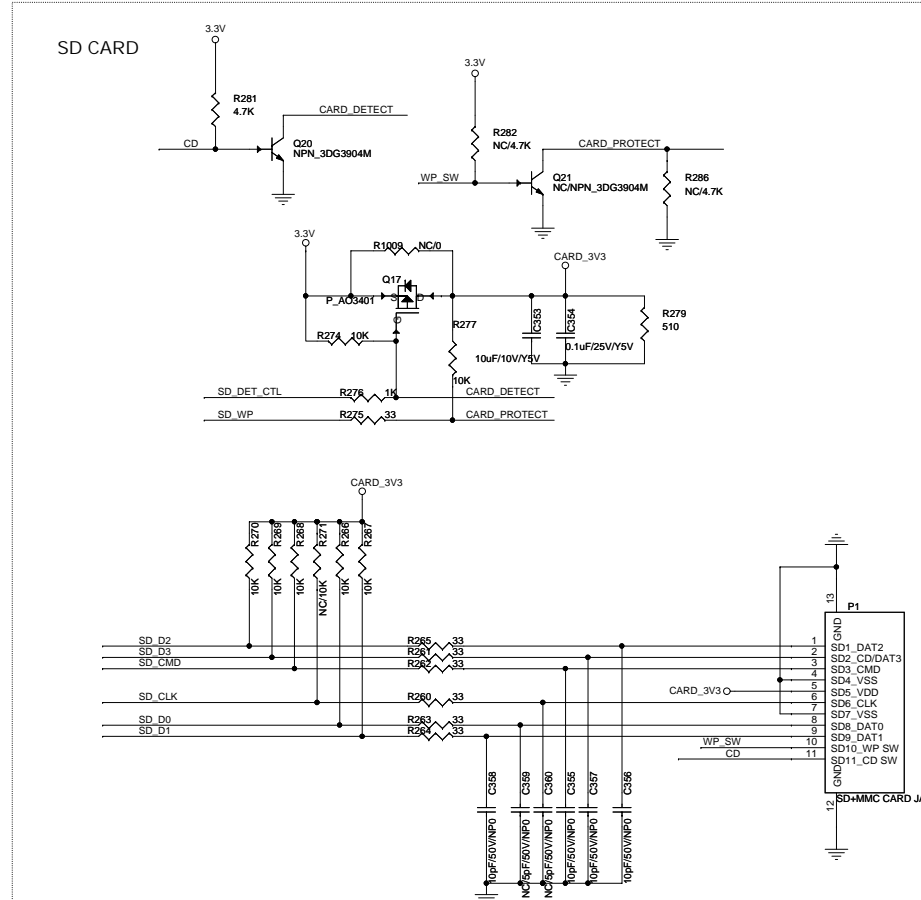 SD CARD
3.3V
R281
4.7K
CARD_DETECT
CD
Q20
NPN_3DG3904M
3.3V
R282
NC/4.7K
CARD_PROTECT
WP_SW
Q21
NC/NPN_3DG3904M
R286
NC/4.7K
3.3V
R1009 NC/0
Q17
P_AO3401
S D
G
R274 10K
R277
10K
CARD_3V3
C353
10uF/10V/Y5V
C354
0.1uF/25V/Y5V
R279
510
SD_DET_CTL R276 1K CARD_DETECT
SD_WP R275 33 CARD_PROTECT
CARD_3V3
R270
10K
R269
10K
R268
10K
R271
NC/10K
R266
10K
R267
10K
SD_D2 R265 33
SD_D3 R261 33
SD_CMD R262 33
SD_CLK R260 33
SD_D0 R263 33
SD_D1 R264 33
CARD_3V3
WP_SW
CD
P1
13 GND
1 SD1_DAT2
2 SD2_CD/DAT3
3 SD3_CMD
4 SD4_VSS
5 SD5_VDD
6 SD6_CLK
7 SD7_VSS
8 SD8_DAT0
9 SD9_DAT1
10 SD10_WP SW
11 SD11_CD SW
12 GND
SD+MMC CARD JA
C358
10pF/50V/NP0
C359
NC/5pF/50V/NP0
C360
NC/5pF/50V/NP0
C355
10pF/50V/NP0
C357
10pF/50V/NP0
C356
10pF/50V/NP0